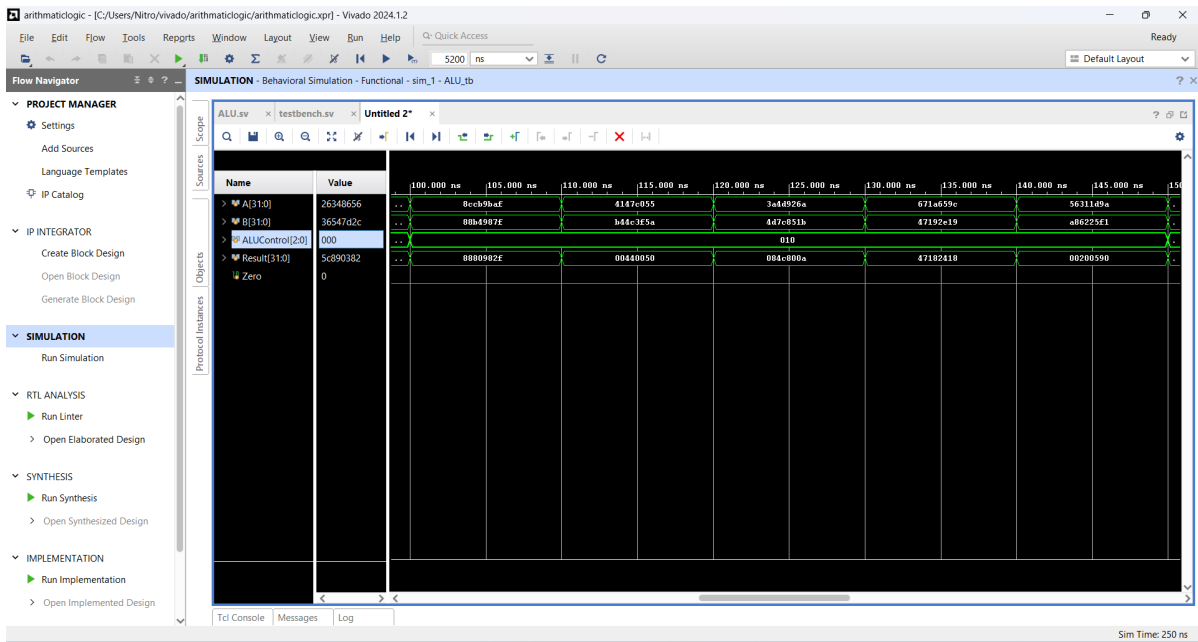 arithmaticlogic - [C:/Users/Nitro/vivado/arithmaticlogic/arithmaticlogic.xpr] - Vivado 2024.1.2
File Edit Flow Tools Reports Window Layout View Run Help Q- Quick Access Ready
5200 ns Default Layout
Flow Navigator ? SIMULATION - Behavioral Simulation - Functional - sim_1 - ALU_tb ?
PROJECT MANAGER
Settings
Add Sources
Language Templates
IP Catalog
IP INTEGRATOR
Create Block Design
Open Block Design
Generate Block Design
SIMULATION
Run Simulation
RTL ANALYSIS
Run Linter
Open Elaborated Design
SYNTHESIS
Run Synthesis
Open Synthesized Design
IMPLEMENTATION
Run Implementation
Open Implemented Design
Scope
Sources
Objects
Protocol Instances
ALU.sv testbench.sv Untitled 2* ?
Name Value 100.000 ns 105.000 ns 110.000 ns 115.000 ns 120.000 ns 125.000 ns 130.000 ns 135.000 ns 140.000 ns 145.000 ns 150
A[31:0] 26348656 .. 8ccb9baf 4147c055 3a4d926a 671a659c 56311d9a
B[31:0] 36547d2c .. 88b4987f b44c3f5a 4d7c851b 47192e19 a86225f1
ALUControl[2:0] 000 .. 010
Result[31:0] 5c890382 .. 8880982f 00440050 084c800a 47182418 00200590
Zero 0
Tcl Console Messages Log
Sim Time: 250 ns